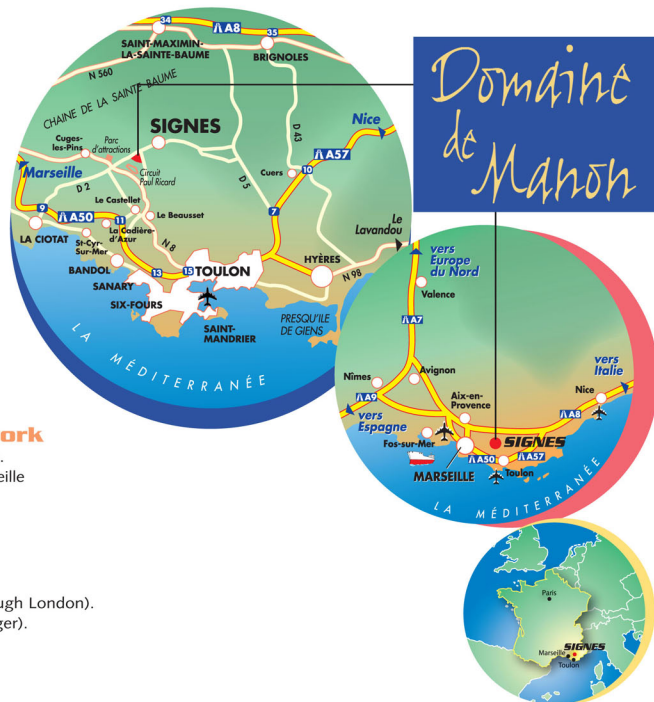 34
A8
35
SAINT-MAXIMIN-
LA-SAINTE-BAUME
BRIGNOLES
N 560
CHAINE DE LA SAINTE BAUME
SIGNES
D 43
Nice
Cuges-
les-Pins
Parc
d'attractions
A57
Marseille
Circuit
Paul Ricard
Cuers
10
D 2
D 5
9
A50
11
Le Castellet
Le Beausset
7
Le
Lavandou
LA CIOTAT
La Cadière-
d'Azur
St-Cyr-
Sur-Mer
N 8
HYÈRES
BANDOL
13
15
TOULON
N 98
SANARY
SIX-FOURS
SAINT-
MANDRIER
PRESQU'ILE
DE GIENS
LA MÉDITERRANÉE
Domaine
de
Manon
vers
Europe
du Nord
Valence
A7
Nîmes
Avignon
vers
Italie
Aix-en-
Provence
Nice
A9
A8
vers
Espagne
Fos-sur-Mer
SIGNES
A50
A57
MARSEILLE
Toulon
LA MÉDITERRANÉE
ork
.
eille
ugh London).
ger).
Paris
SIGNES
Marseille
Toulon